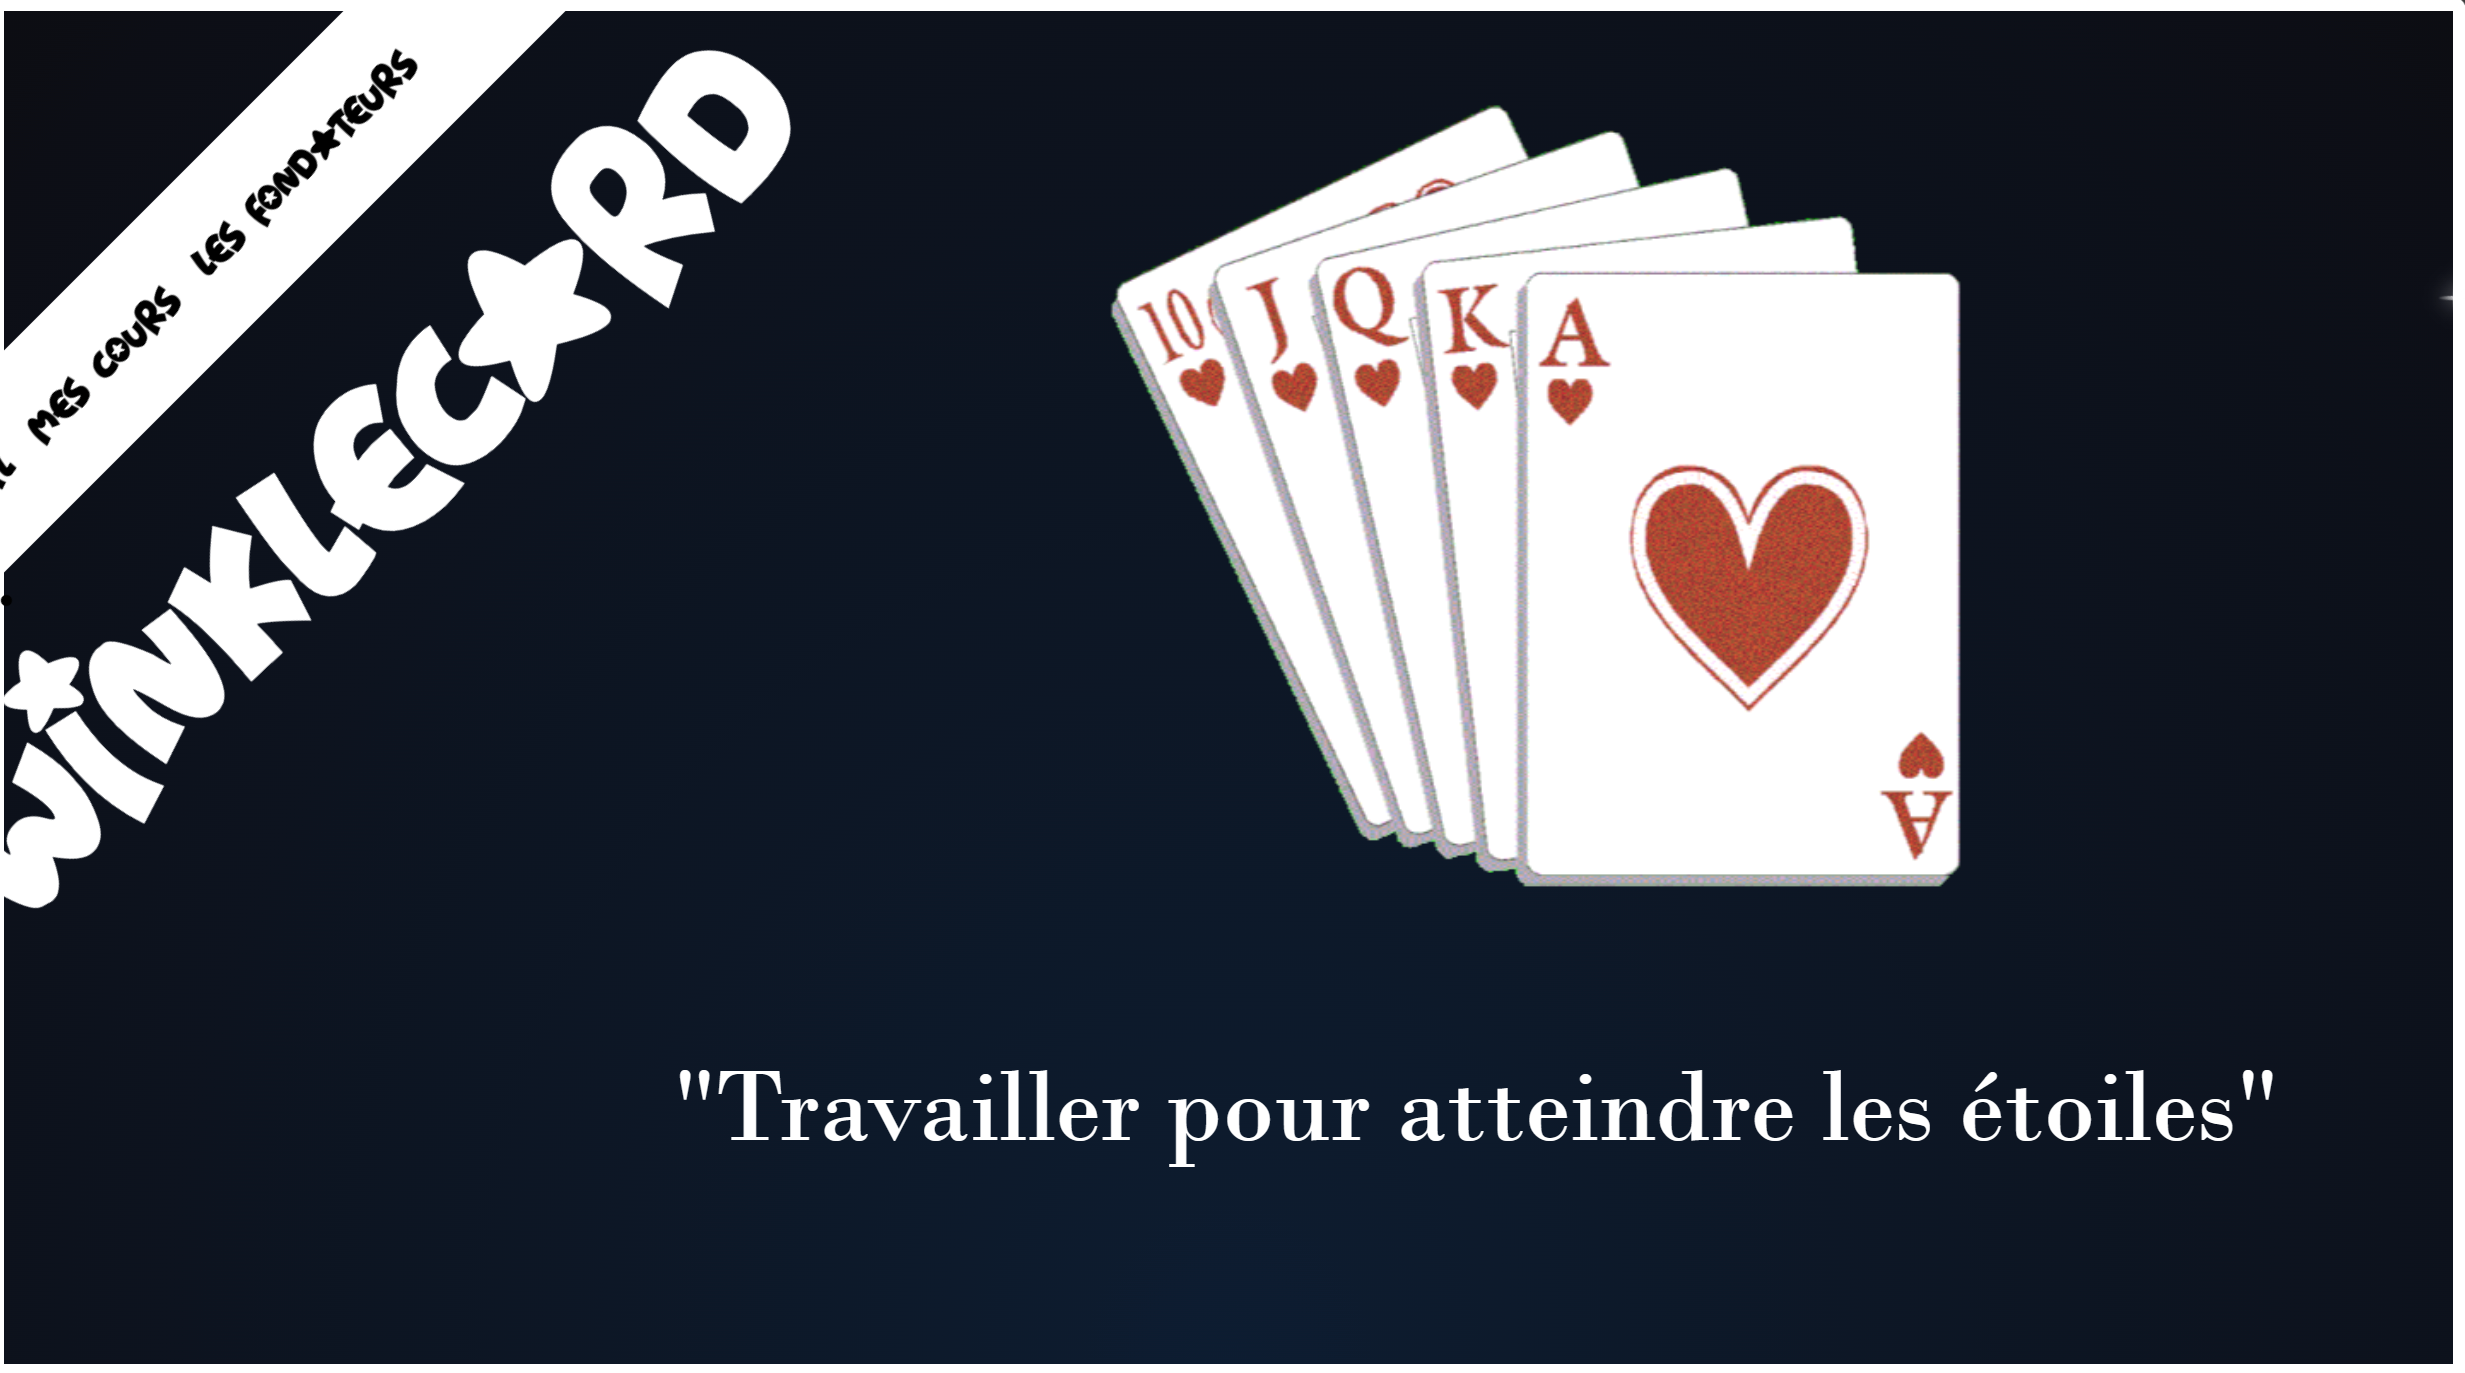 MES COURS LES FONDATEURS
WINKLECARD
10 J Q K A
A
"Travailler pour atteindre les étoiles"